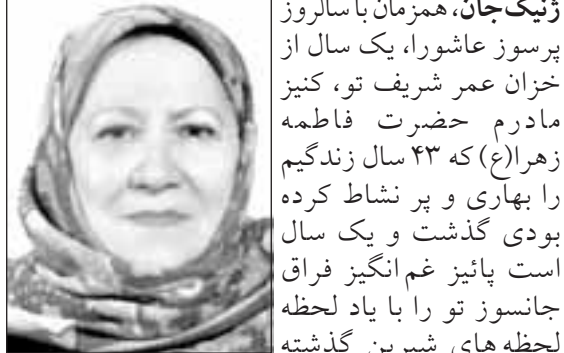 ژنیک‌جان، همزمان با سالروز
پرسوز عاشورا، یک سال از
خزان عمر شریف تو، کنیز
مادرم حضرت فاطمه
زهرا(ع) که ۴۳ سال زندگیم
را بهاری و پر نشاط کرده
بودی گذشت و یک سال
است پائیز غم‌انگیز فراق
جانسوز تو را با یاد لحظه
لحظه‌های شیرین گذشته